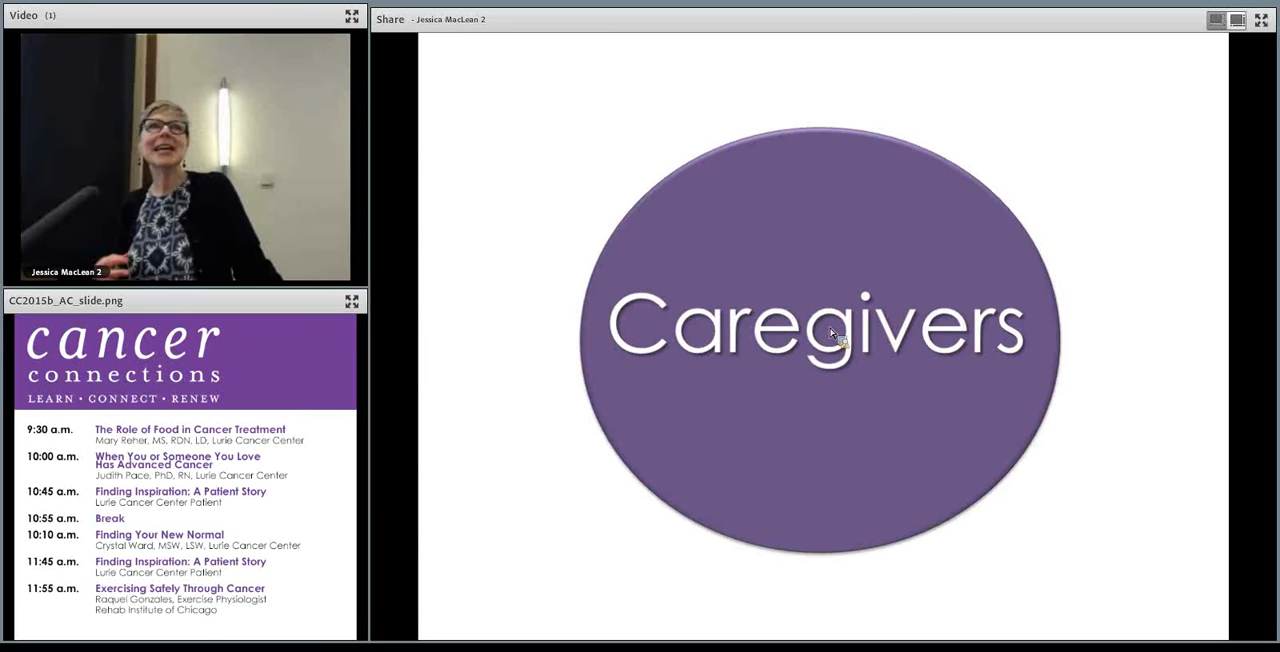 Video (1)
Jessica MacLean 2
CC2015b_AC_slide.png
cancer
connections
LEARN • CONNECT • RENEW
9:30 a.m. The Role of Food in Cancer Treatment
Mary Reher, MS, RDN, LD, Lurie Cancer Center
10:00 a.m. When You or Someone You Love
Has Advanced Cancer
Judith Pace, PhD, RN, Lurie Cancer Center
10:45 a.m. Finding Inspiration: A Patient Story
Lurie Cancer Center Patient
10:55 a.m. Break
10:10 a.m. Finding Your New Normal
Crystal Ward, MSW, LSW, Lurie Cancer Center
11:45 a.m. Finding Inspiration: A Patient Story
Lurie Cancer Center Patient
11:55 a.m. Exercising Safely Through Cancer
Raquel Gonzales, Exercise Physiologist
Rehab Institute of Chicago
Share - Jessica MacLean 2
Caregivers